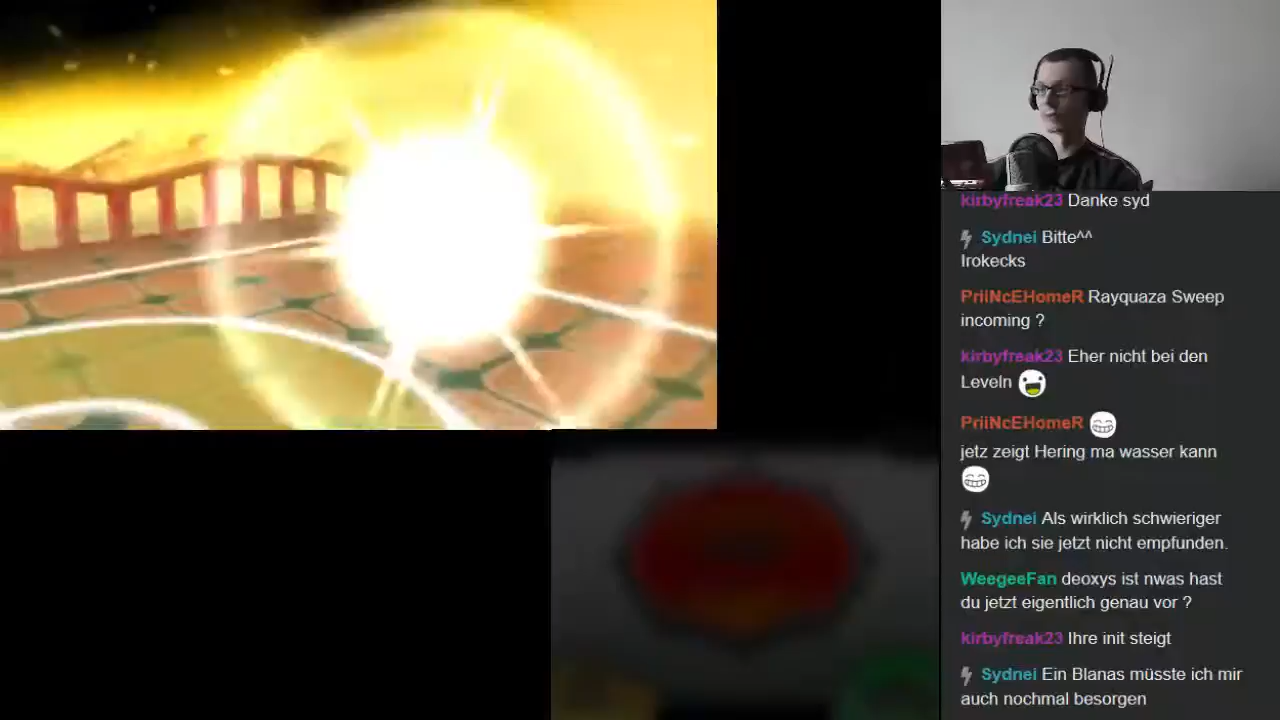 kirbyfreak23 Danke syd
Sydnei Bitte^^
Irokecks
PriiNcEHomeR Rayquaza Sweep
incoming ?
kirbyfreak23 Eher nicht bei den
Leveln
PriiNcEHomeR
jetz zeigt Hering ma wasser kann
Sydnei Als wirklich schwieriger
habe ich sie jetzt nicht empfunden.
WeegeeFan deoxys ist nwas hast
du jetzt eigentlich genau vor ?
kirbyfreak23 Ihre init steigt
Sydnei Ein Blanas müsste ich mir
auch nochmal besorgen